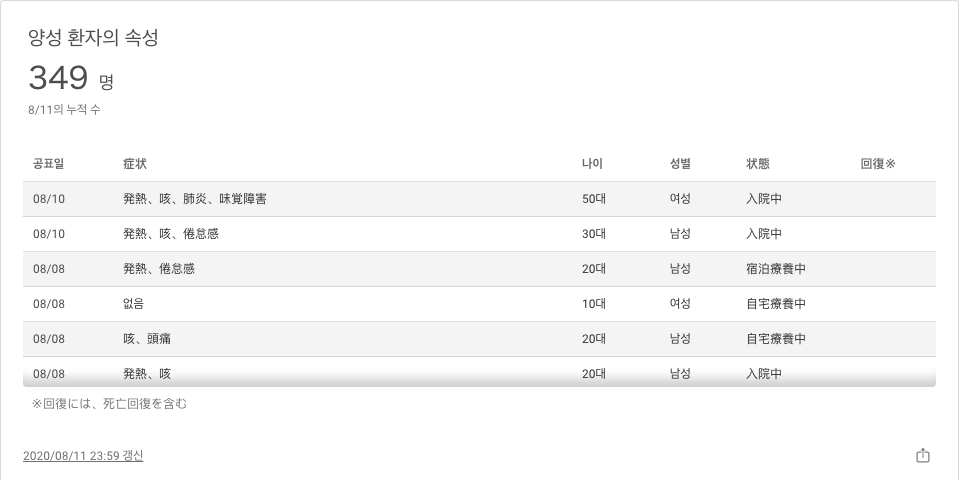 양성 환자의 속성
349 명
8/11의 누적 수
공표일 症状 나이 성별 状態 回復※
08/10 発熱、咳、肺炎、味覚障害 50대 여성 入院中
08/10 発熱、咳、倦怠感 30대 남성 入院中
08/08 発熱、倦怠感 20대 남성 宿泊療養中
08/08 없음 10대 여성 自宅療養中
08/08 咳、頭痛 20대 남성 自宅療養中
08/08 発熱、咳 20대 남성 入院中
※回復には、死亡回復を含む
2020/08/11 23:59 갱신